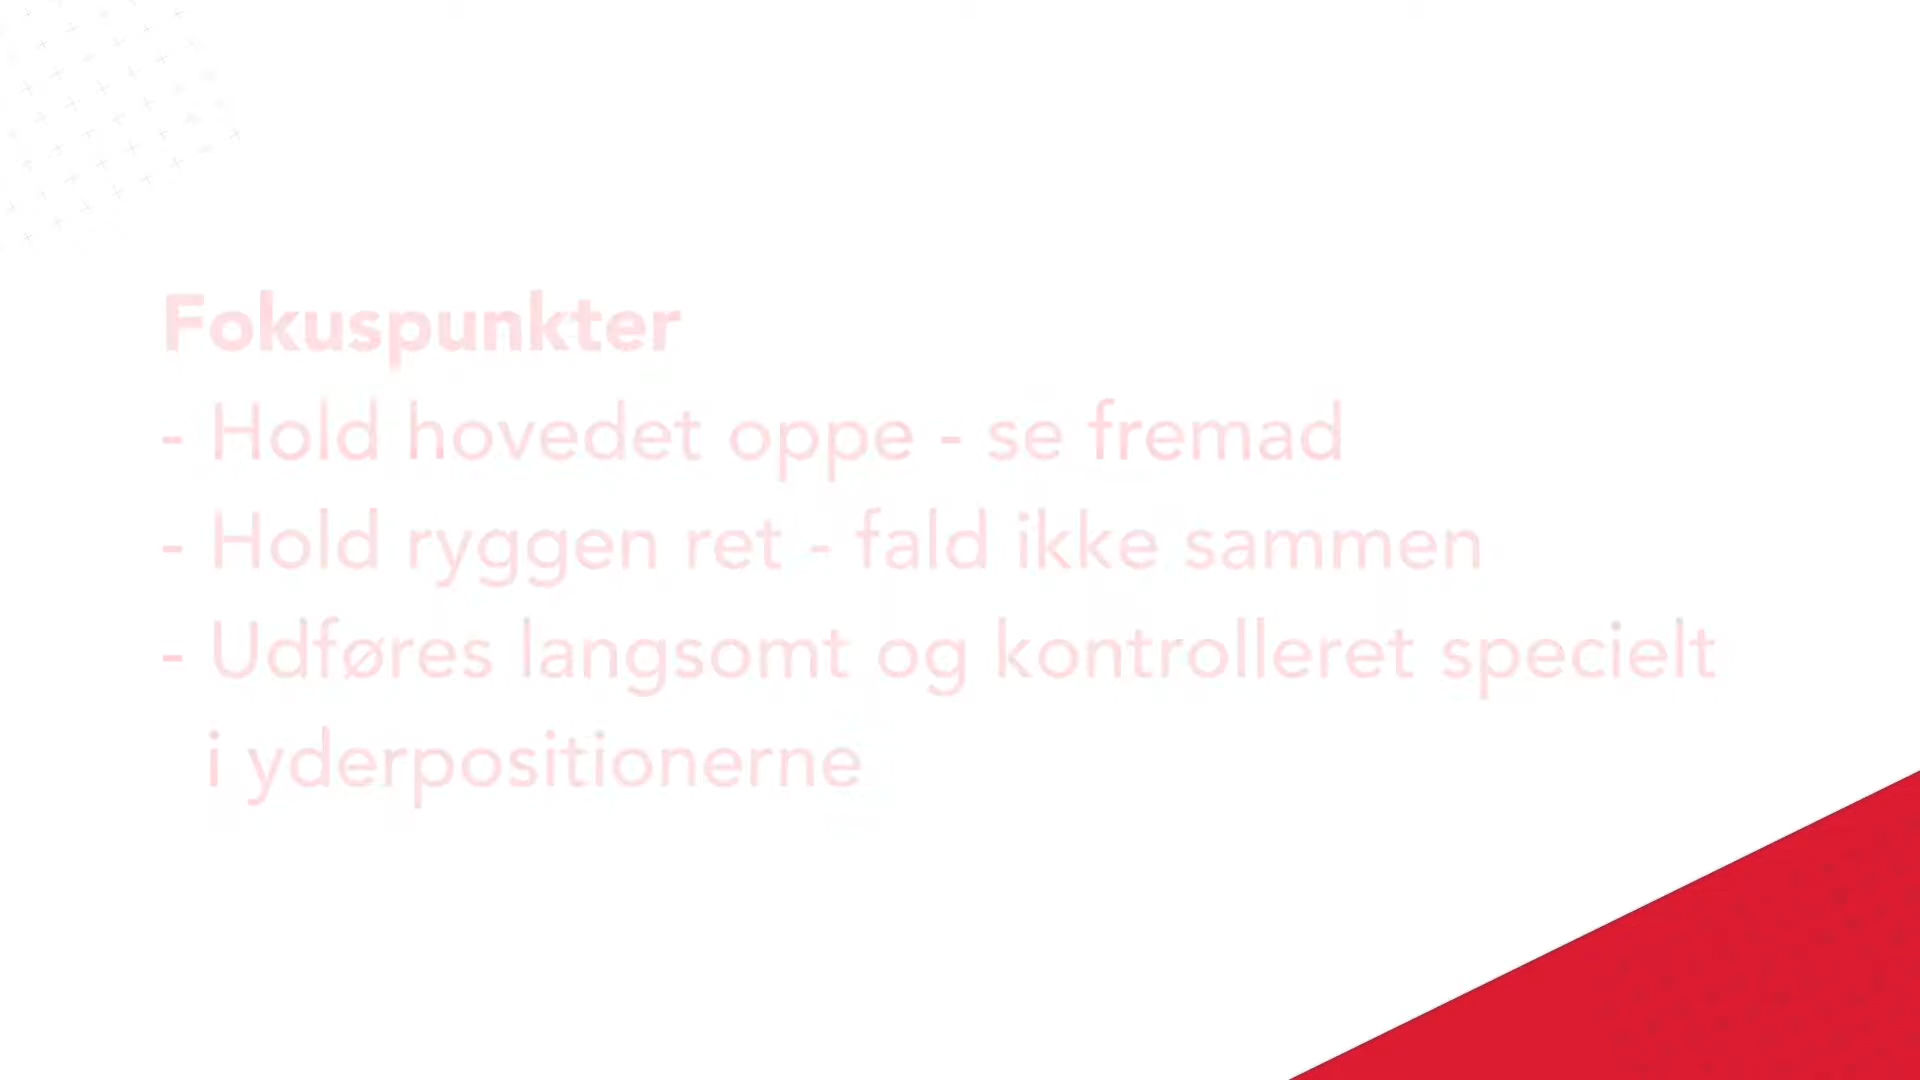 Fokuspunkter
- Hold hovedet oppe - se fremad
- Hold ryggen ret - fald ikke sammen
- Udføres langsomt og kontrolleret specielt
i yderpositionerne